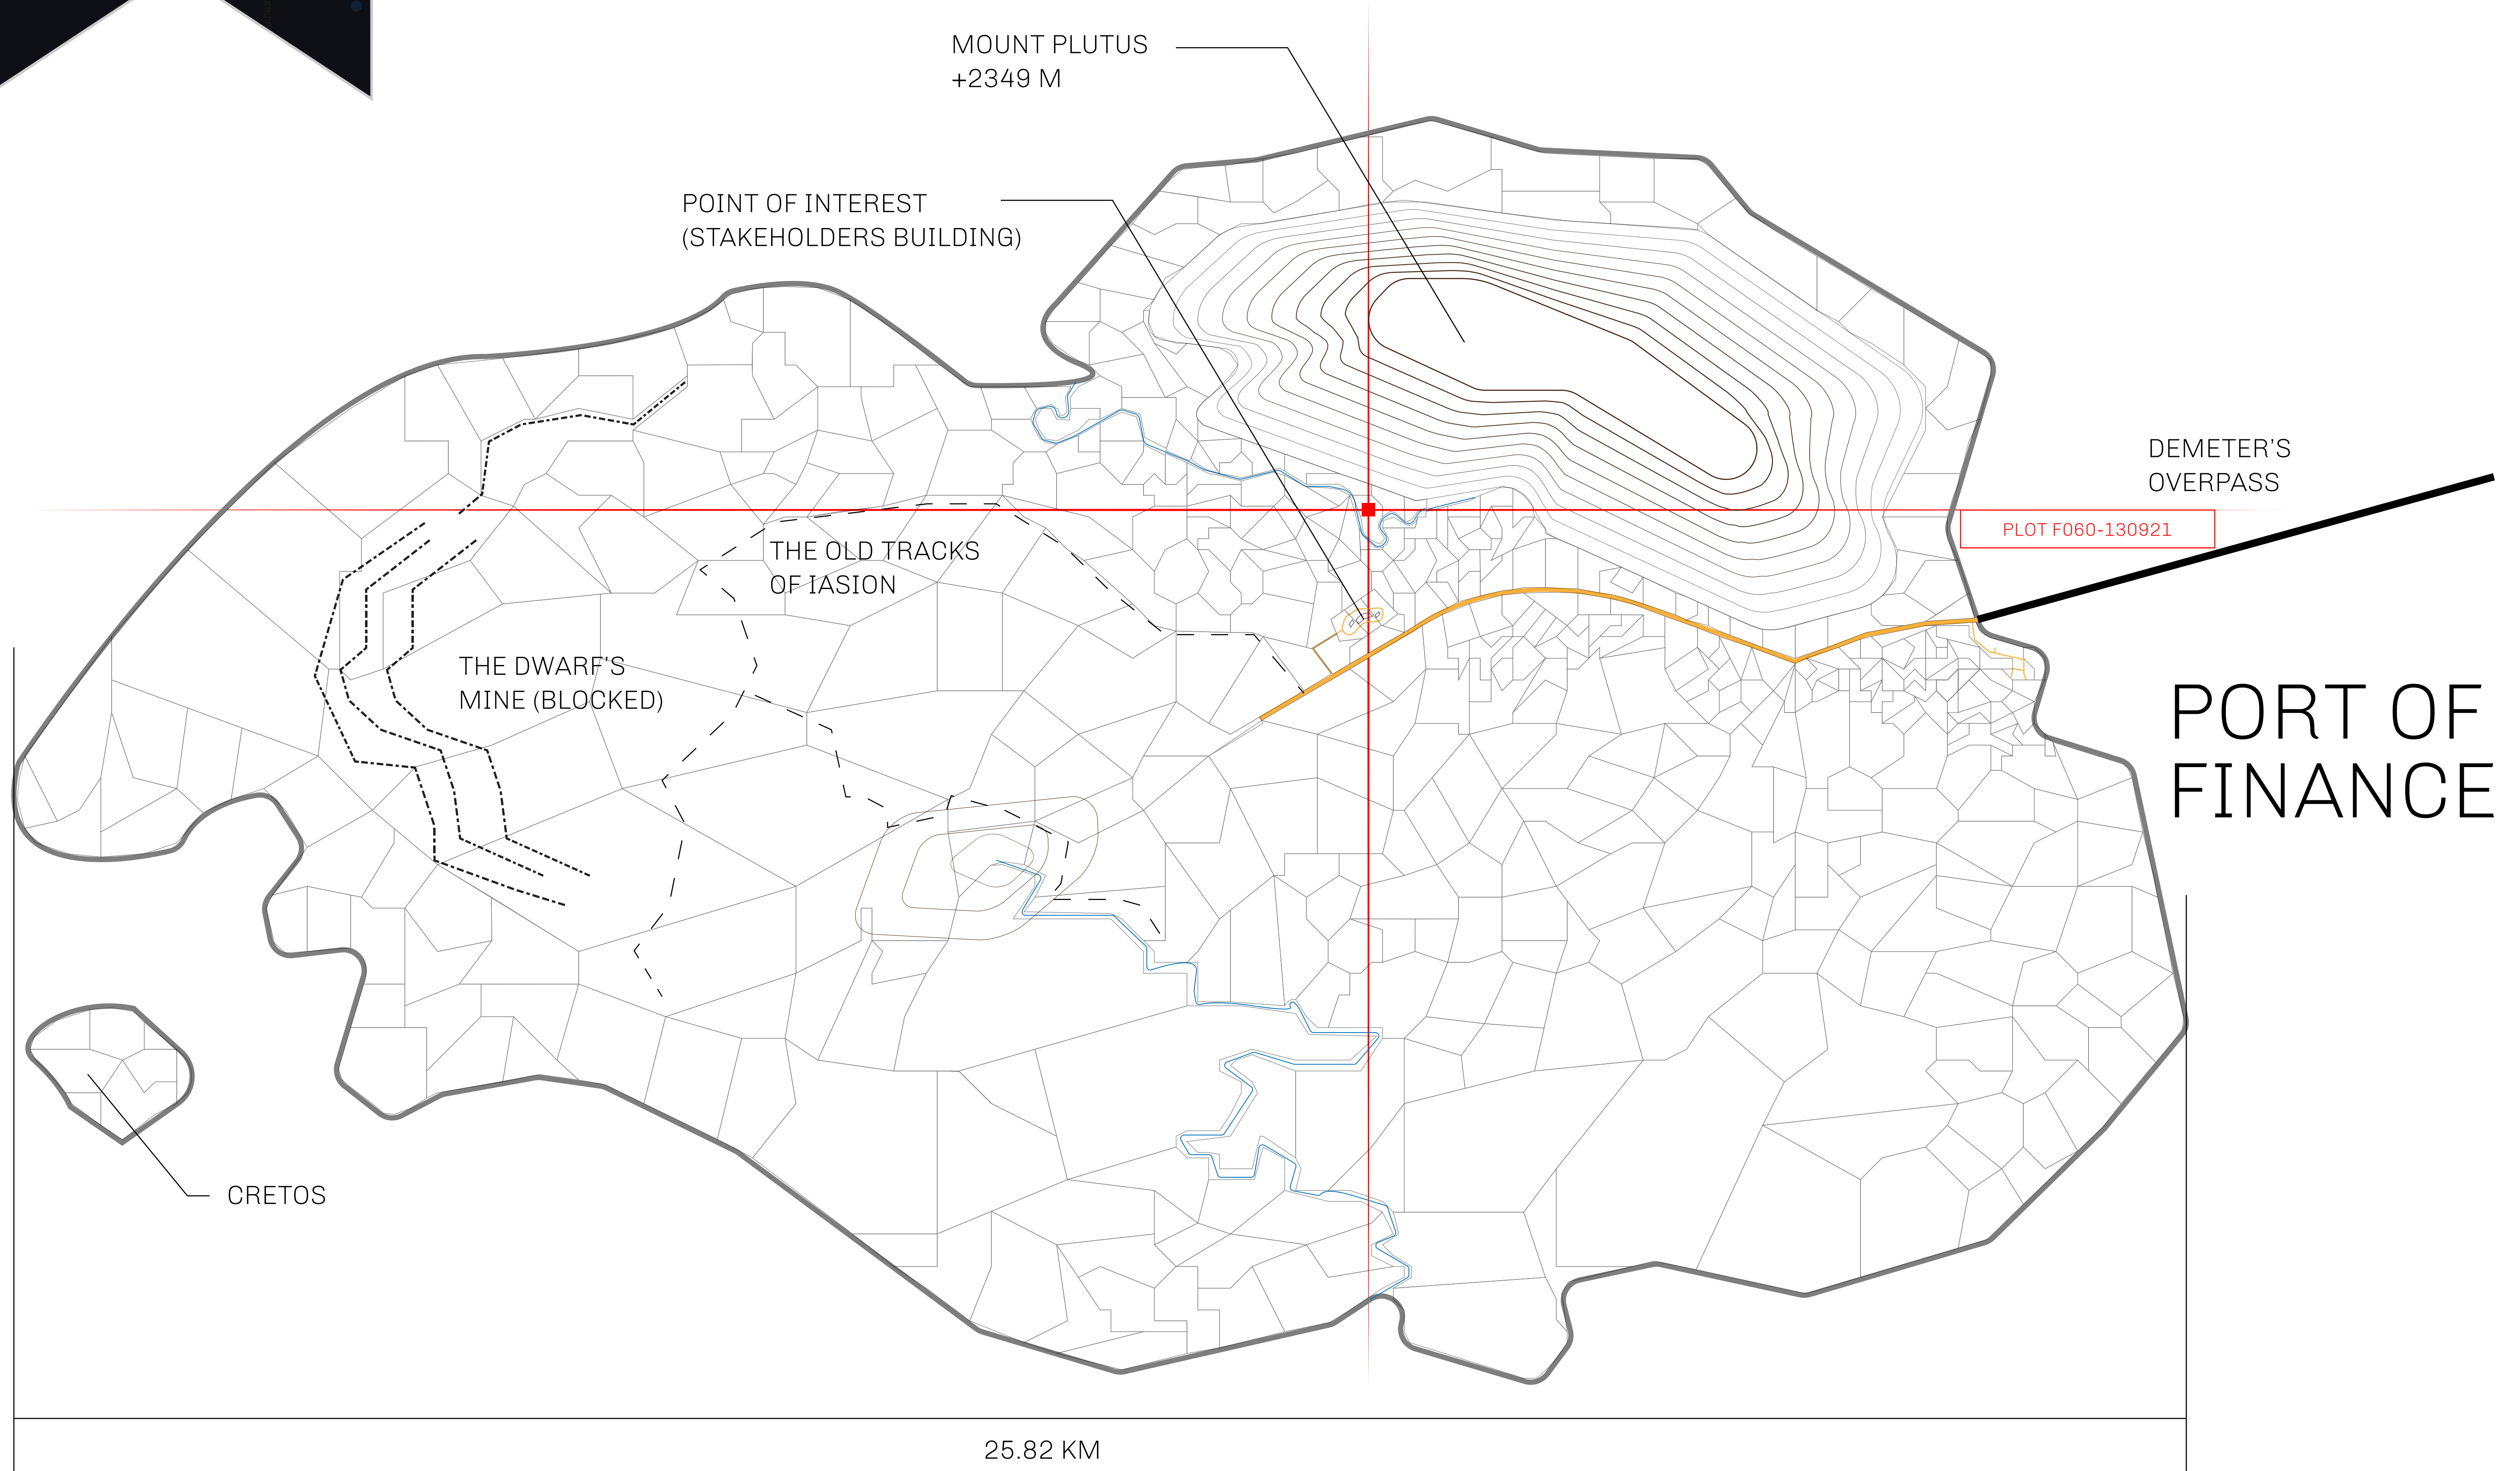 MOUNT PLUTUS
+2349 M
POINT OF INTEREST
(STAKEHOLDERS BUILDING)
DEMETER'S
OVERPASS
PLOT F060-130921
THE OLD TRACKS
OF IASION
THE DWARF'S
MINE (BLOCKED)
PORT OF
FINANCE
CRETOS
25.82 KM